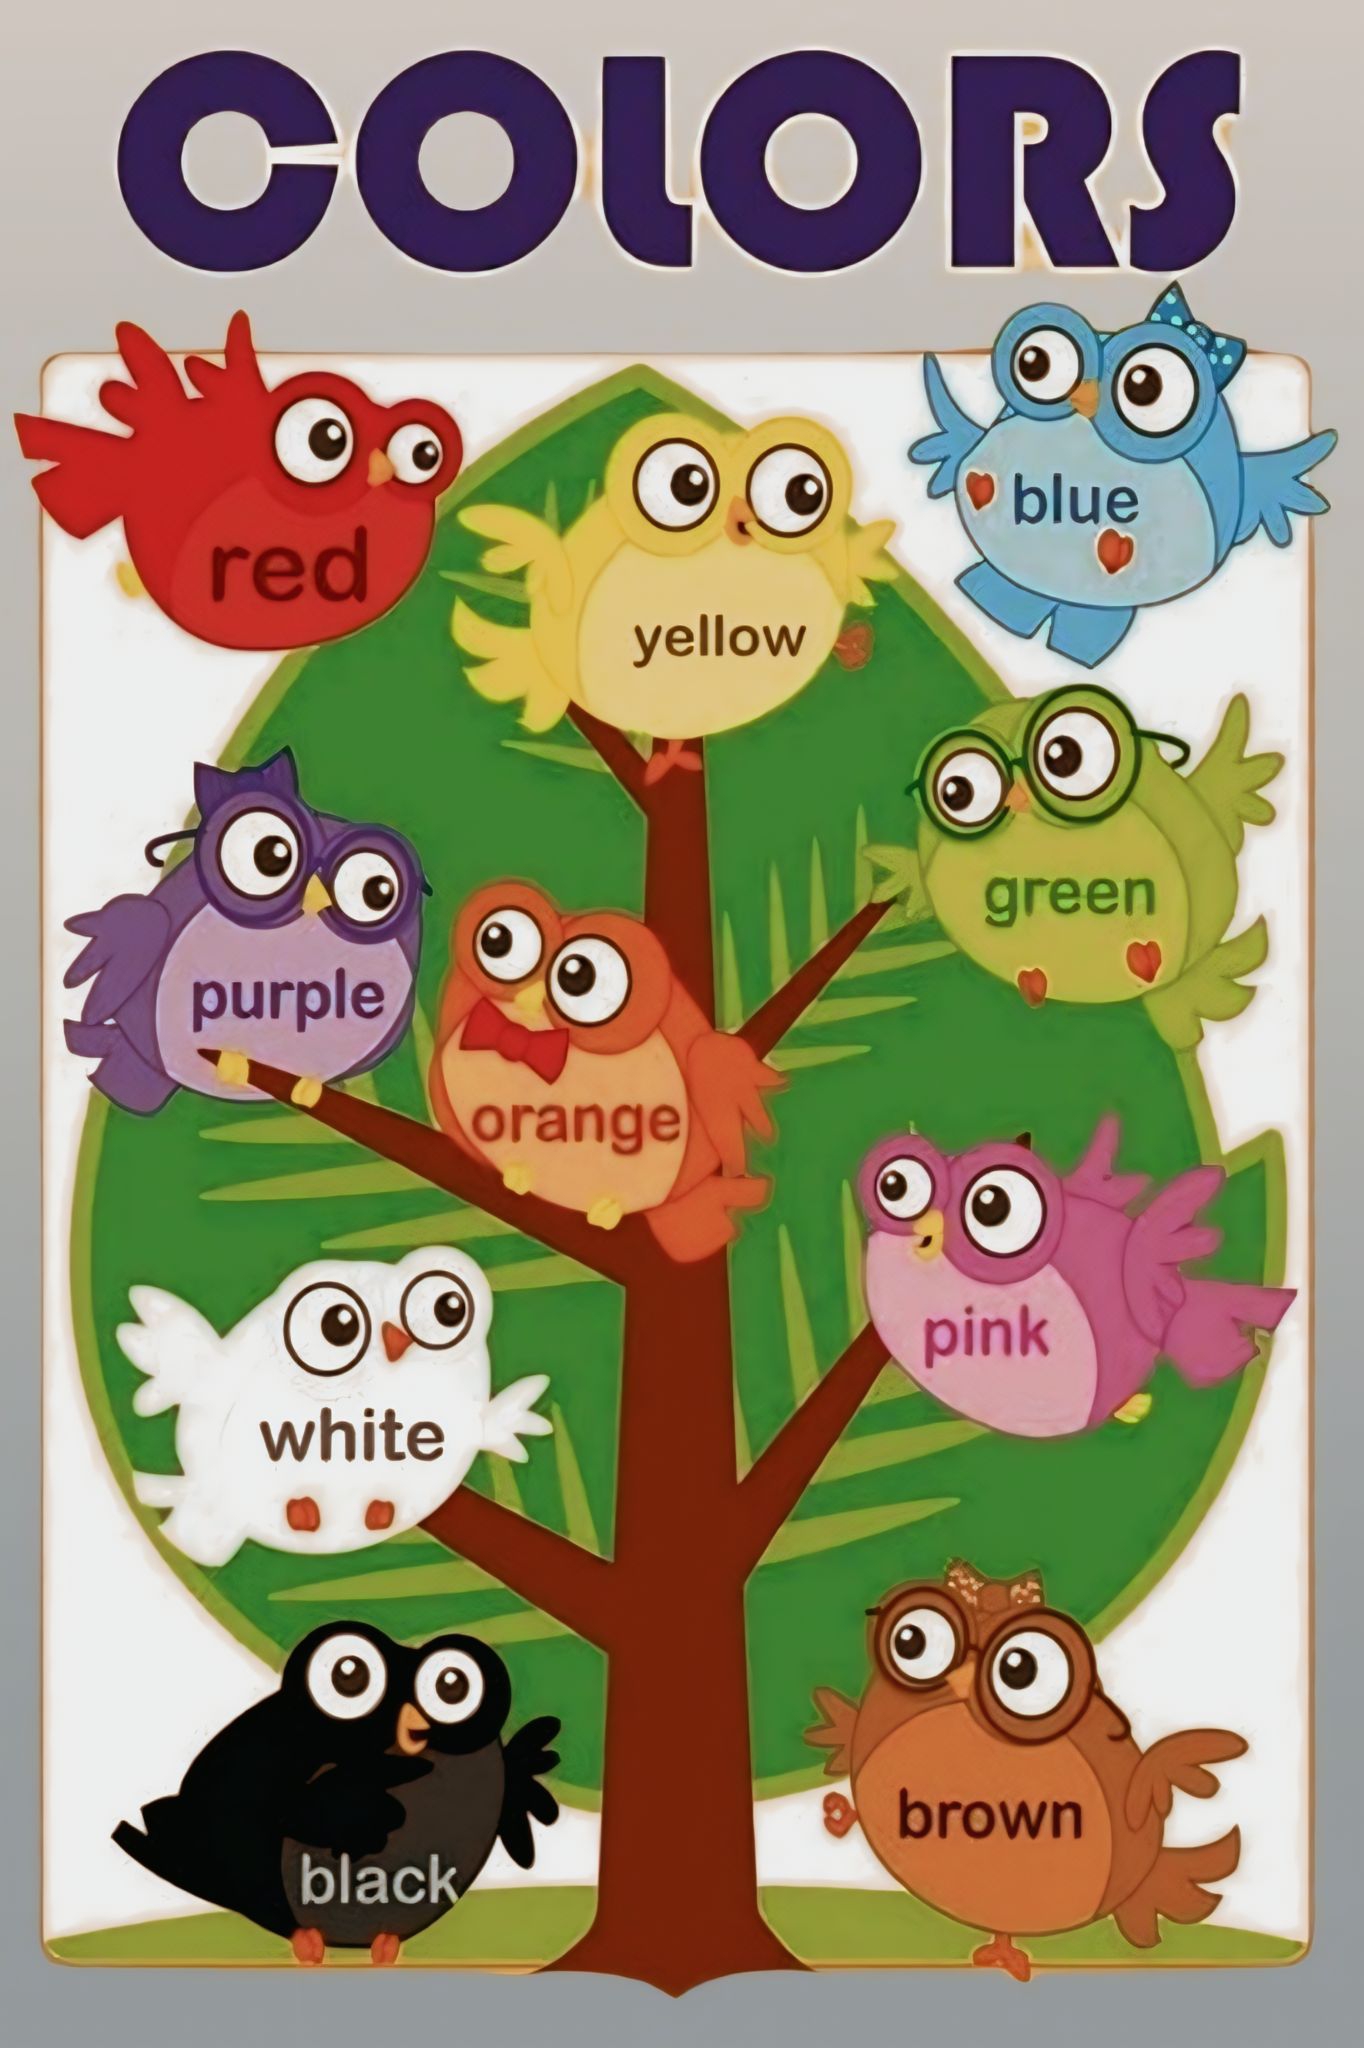 COLORS
red
yellow
blue
purple
orange
green
white
pink
black
brown